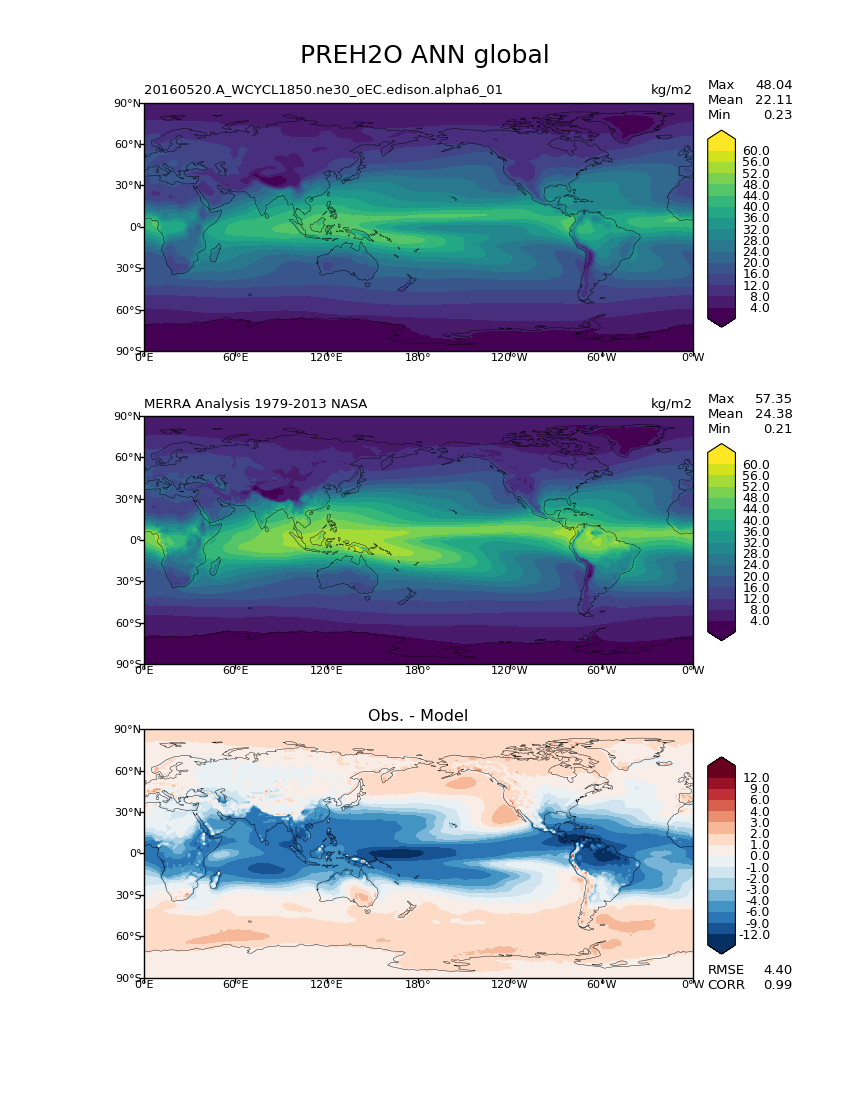 PREH2O ANN global
20160520.A_WCYCL1850.ne30_oEC.edison.alpha6_01 kg/m2
Max 48.04
Mean 22.11
Min 0.23
90°N
60°N
30°N
0°
30°S
60°S
90°S
0°E 60°E 120°E 180° 120°W 60°W 0°W
60.0
56.0
52.0
48.0
44.0
40.0
36.0
32.0
28.0
24.0
20.0
16.0
12.0
8.0
4.0
MERRA Analysis 1979-2013 NASA kg/m2
Max 57.35
Mean 24.38
Min 0.21
90°N
60°N
30°N
0°
30°S
60°S
90°S
0°E 60°E 120°E 180° 120°W 60°W 0°W
60.0
56.0
52.0
48.0
44.0
40.0
36.0
32.0
28.0
24.0
20.0
16.0
12.0
8.0
4.0
Obs. - Model
90°N
60°N
30°N
0°
30°S
60°S
90°S
0°E 60°E 120°E 180° 120°W 60°W 0°W
12.0
9.0
6.0
4.0
3.0
2.0
1.0
0.0
-1.0
-2.0
-3.0
-4.0
-6.0
-9.0
-12.0
RMSE 4.40
CORR 0.99